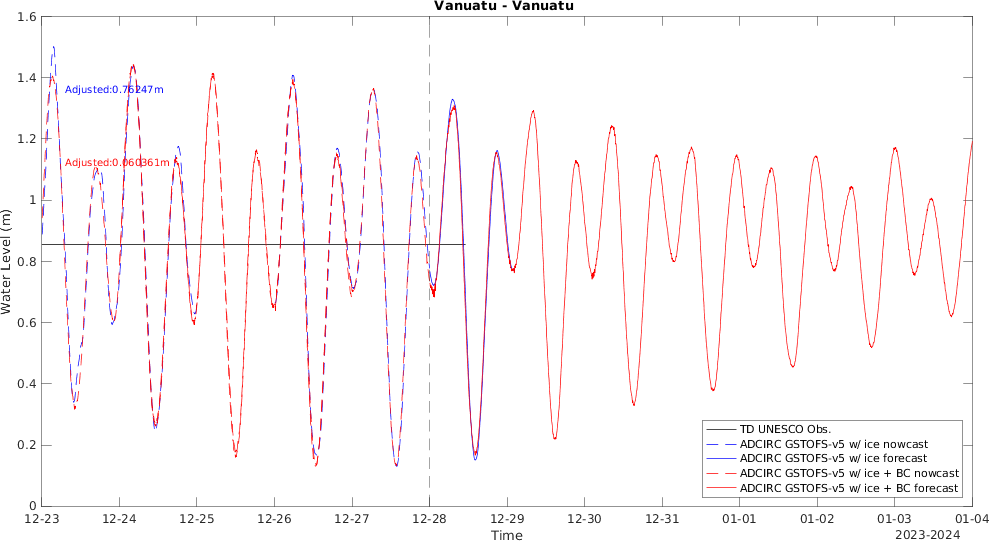 Vanuatu - Vanuatu
Water Level (m)
1.6
1.4
1.2
1
0.8
0.6
0.4
0.2
0
Adjusted:0.76247m
Adjusted:0.060361m
TD UNESCO Obs.
ADCIRC GSTOFS-v5 w/ ice nowcast
ADCIRC GSTOFS-v5 w/ ice forecast
ADCIRC GSTOFS-v5 w/ ice + BC nowcast
ADCIRC GSTOFS-v5 w/ ice + BC forecast
12-23 12-24 12-25 12-26 12-27 12-28 12-29 12-30 12-31 01-01 01-02 01-03 01-04
Time
2023-2024